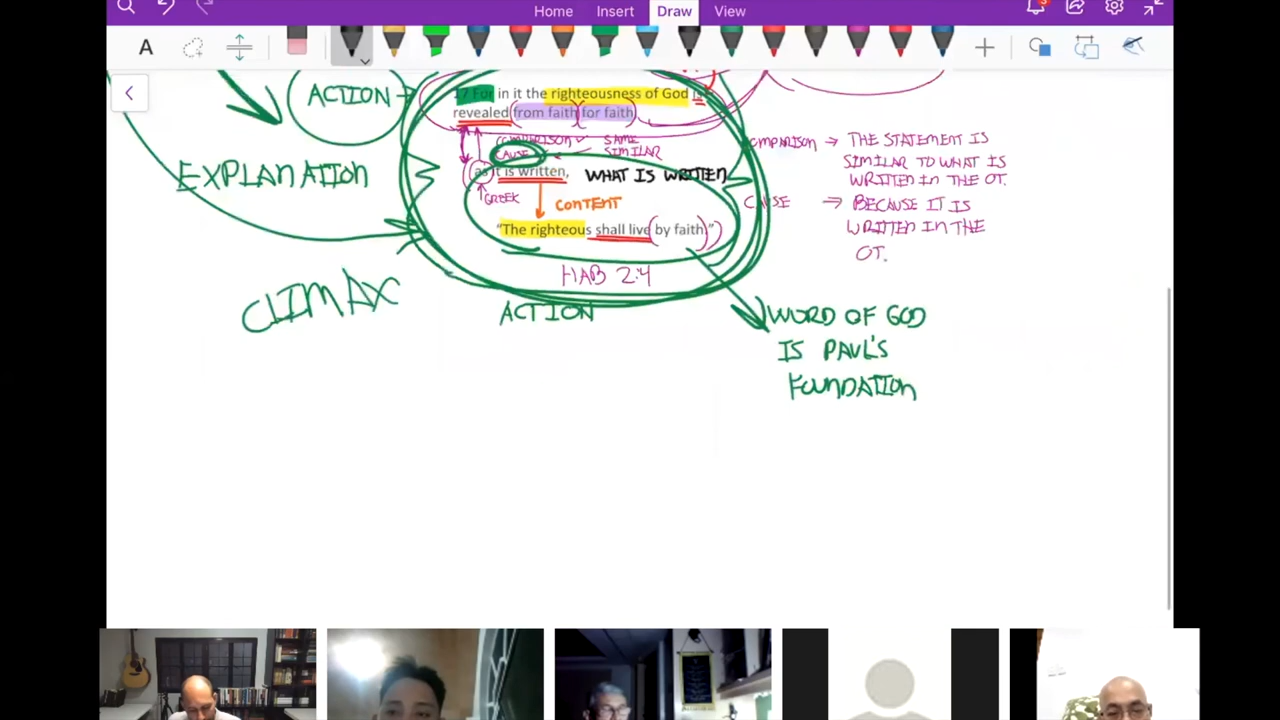 Home Insert Draw View
A
ACTION
17 For in it the righteousness of God is
revealed from faith for faith
COMPARISON SAME
CAUSE SIMILAR
EXPLANATION
as it is written, WHAT IS WRITTEN
GREEK
CONTENT
"The righteous shall live by faith."
HAB 2:4
ACTION
CLIMAX
OMPARISON → THE STATEMENT IS
SIMILAR TO WHAT IS
WRITTEN IN THE OT.
CAUSE ⇒ BECAUSE IT IS
WRITTEN IN THE
OT.
WORD OF GOD
IS PAUL'S
FOUNDATION